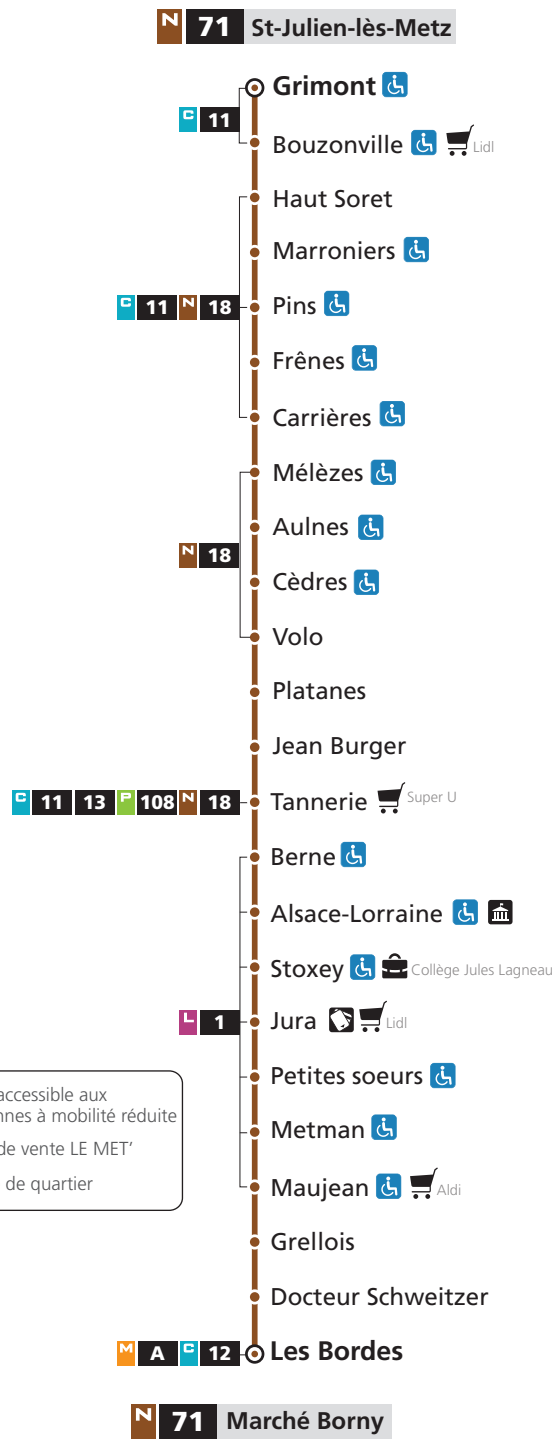 N 71 St-Julien-lès-Metz
Grimont
C 11
Bouzonville Lidl
Haut Soret
Marroniers
C 11 N 18 Pins
Frênes
Carrières
Mélèzes
Aulnes
N 18
Cèdres
Volo
Platanes
Jean Burger
C 11 13 P 108 N 18 Tannerie Super U
Berne
Alsace-Lorraine
Stoxey Collège Jules Lagneau
L 1 Jura Lidl
Petites soeurs
accessible aux
nnes à mobilité réduite
Metman
de vente LE MET'
de quartier
Maujean Aldi
Grellois
Docteur Schweitzer
M A C 12 Les Bordes
N 71 Marché Borny